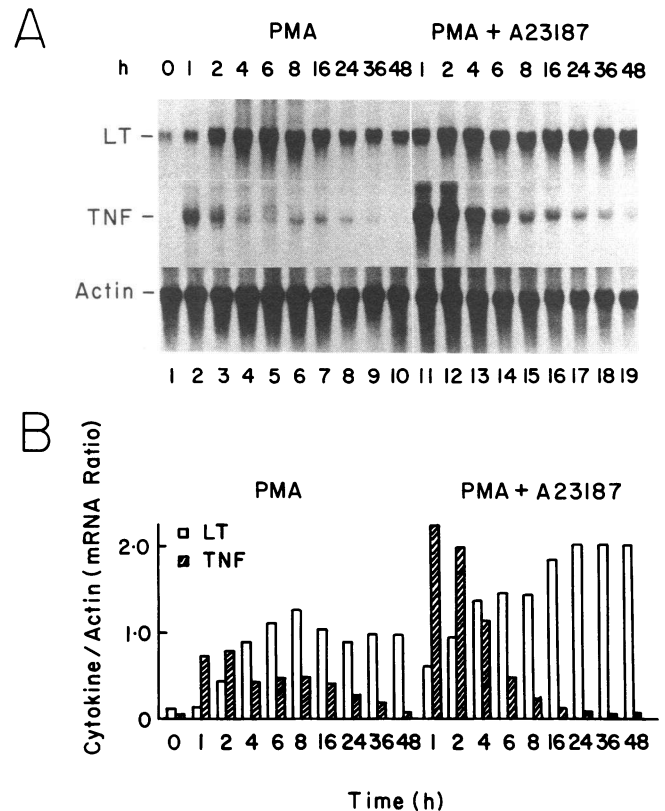 A
PMA PMA + A23187
h 0 1 2 4 6 8 16 24 36 48 1 2 4 6 8 16 24 36 48
LT
TNF
Actin
1 2 3 4 5 6 7 8 9 10 11 12 13 14 15 16 17 18 19
B
Cytokine/Actin (mRNA Ratio)
PMA PMA + A23187
LT
TNF
2·0
1·0
0
0 1 2 4 6 8 16 24 36 48 1 2 4 6 8 16 24 36 48
Time (h)